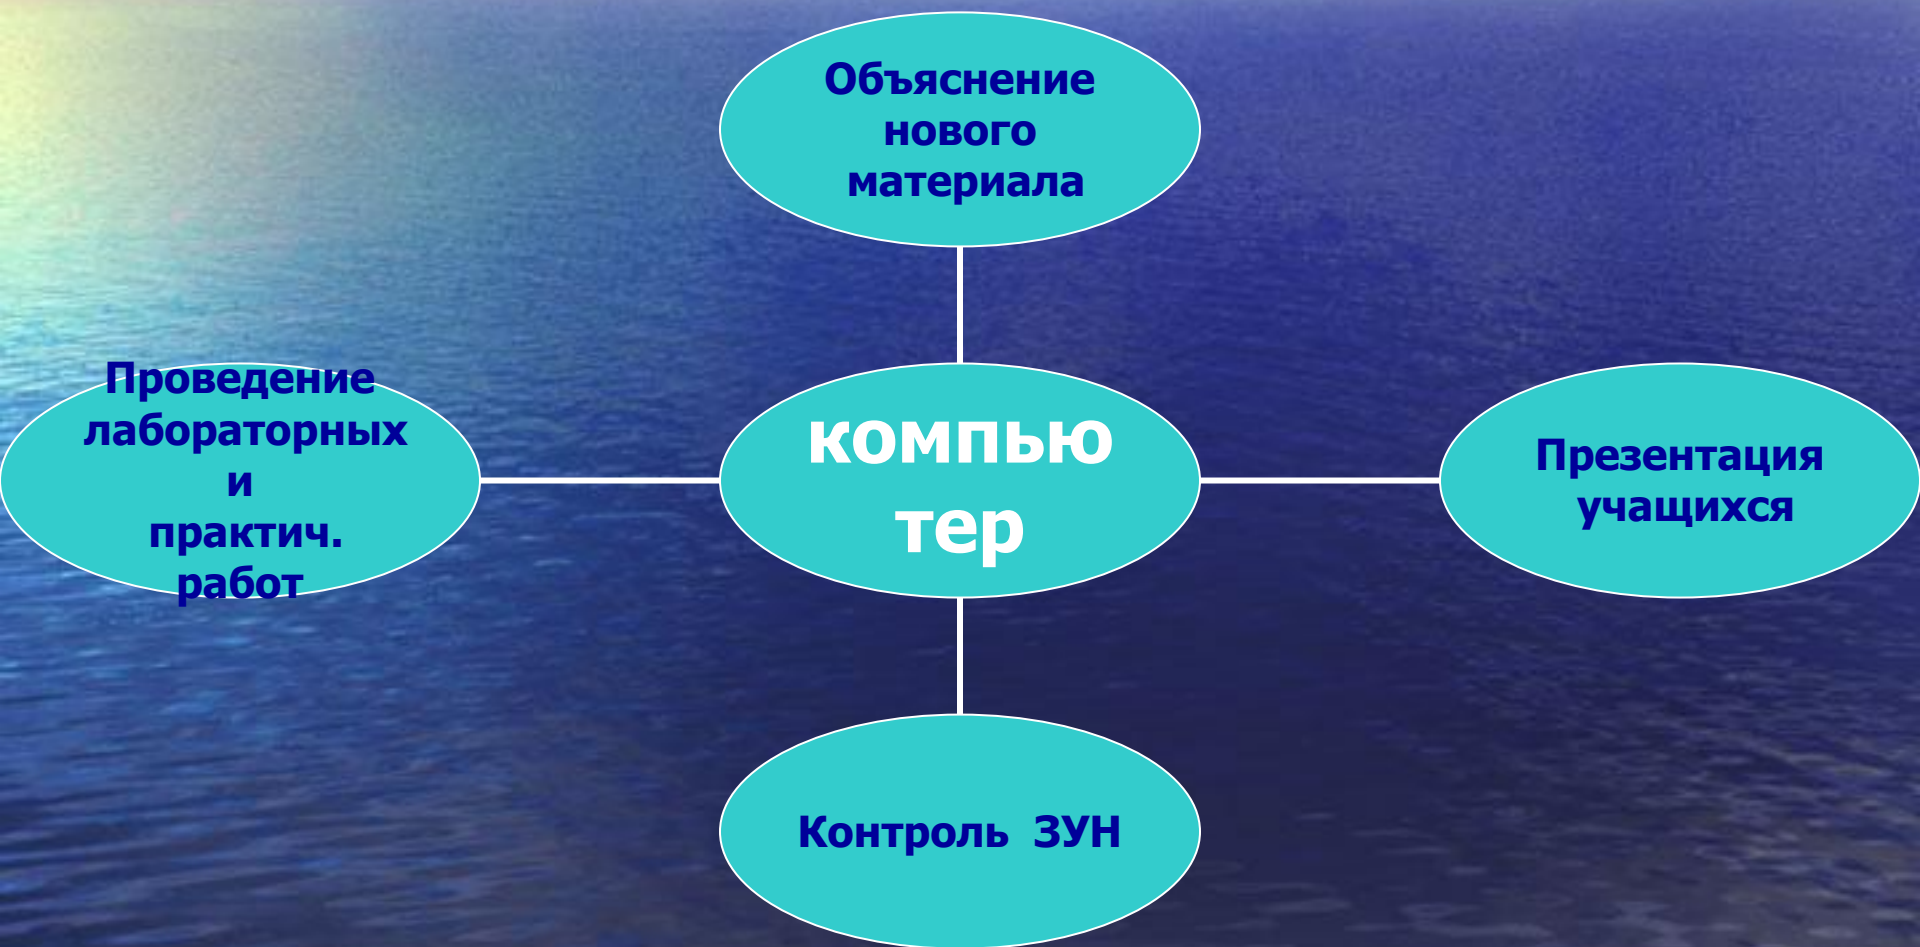 Объяснение
нового
материала
Проведение
лабораторных
и
практич.
работ
компью
тер
Презентация
учащихся
Контроль ЗУН